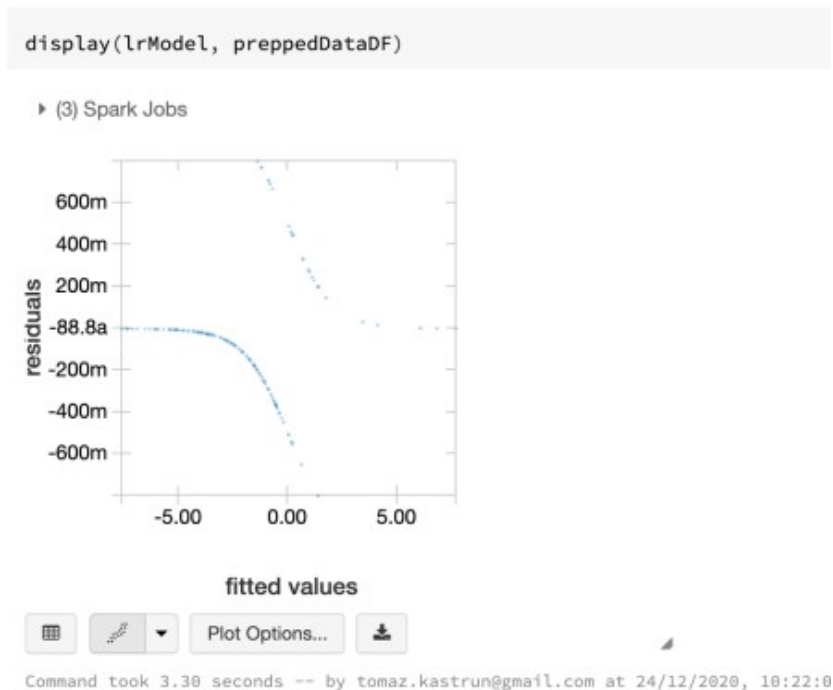 display(lrModel, preppedDataDF)
(3) Spark Jobs
600m
400m
200m
-88.8a
-200m
-400m
-600m
residuals
-5.00 0.00 5.00
fitted values
Plot Options...
Command took 3.30 seconds -- by tomaz.kastrun@gmail.com at 24/12/2020, 10:22:0